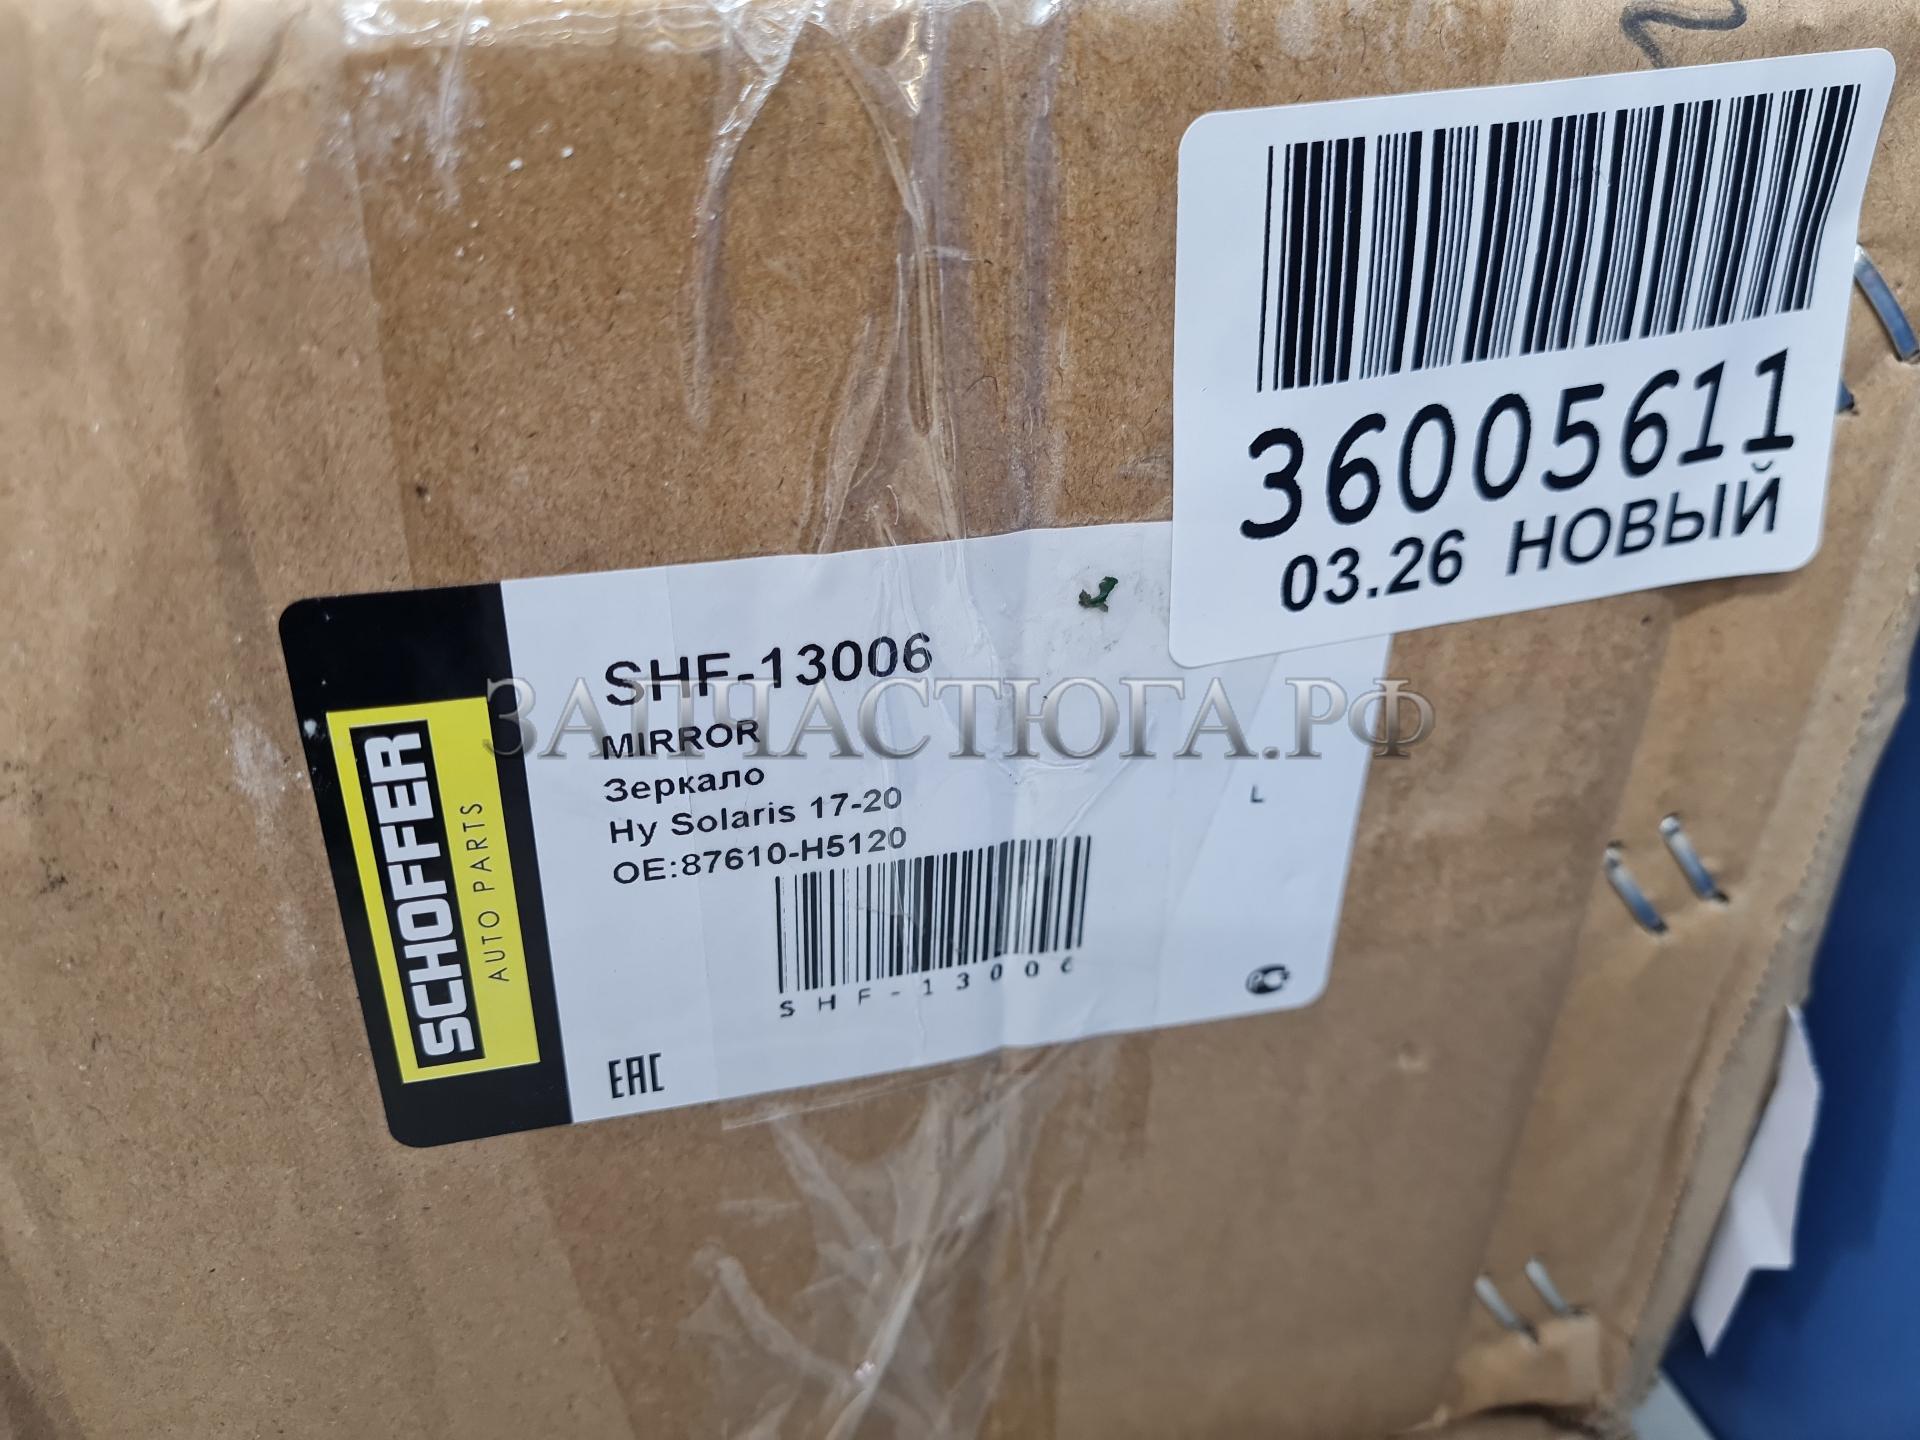 36005611
03.26 НОВЫЙ
SCHOFFER
AUTO PARTS
SHF-13006
MIRROR
Зеркало
Hy Solaris 17-20
OE:87610-H5120
L
SHF-13006
EAC
ЗАПЧАСТЮГА.РФ